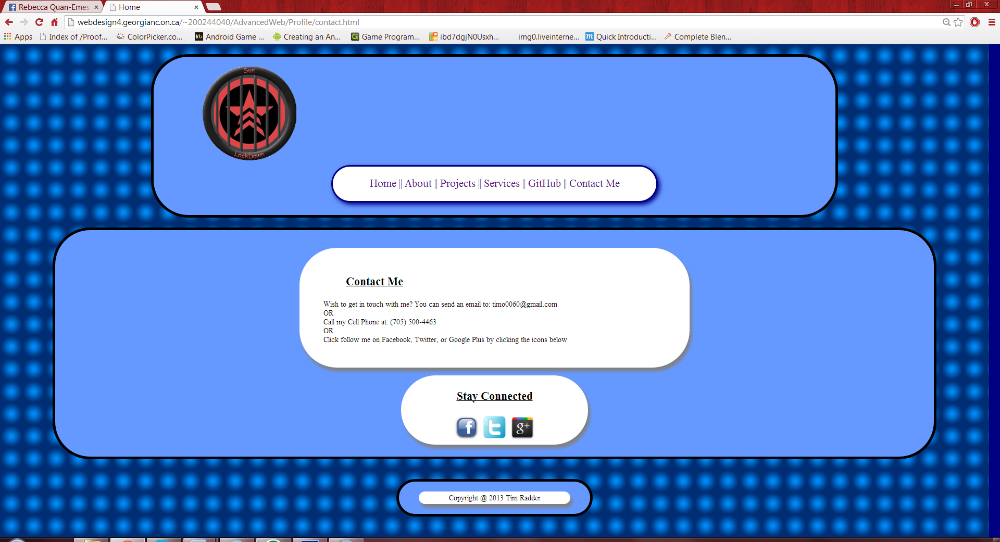 Rebecca Quan-Emes
Home
webdesign4.georgianc.on.ca/~200244040/AdvancedWeb/Profile/contact.html
Apps
Index of /Proof...
ColorPicker.co...
Android Game ...
Creating an An...
Game Program...
ibd7dgjN0Usxh...
img0.liveinterne...
Quick Introducti...
Complete Blen...
Sun
LockDown
Home || About || Projects || Services || GitHub || Contact Me
Contact Me
Wish to get in touch with me? You can send an email to: timo0060@gmail.com
OR
Call my Cell Phone at: (705) 500-4463
OR
Click follow me on Facebook, Twitter, or Google Plus by clicking the icons below
Stay Connected
Copyright @ 2013 Tim Radder